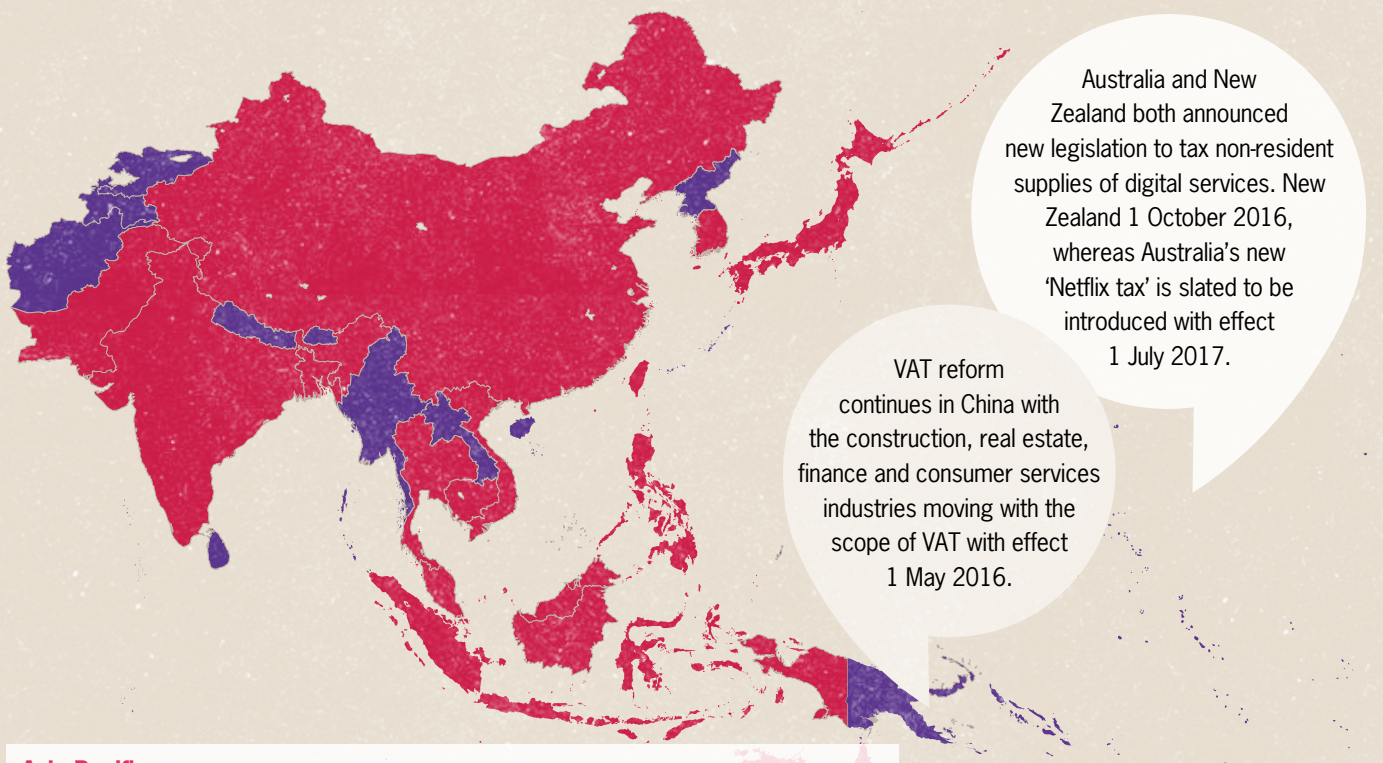 Australia and New
Zealand both announced
new legislation to tax non-resident
supplies of digital services. New
Zealand 1 October 2016,
whereas Australia's new
‘Netflix tax’ is slated to be
introduced with effect
1 July 2017.
VAT reform
continues in China with
the construction, real estate,
finance and consumer services
industries moving with the
scope of VAT with effect
1 May 2016.